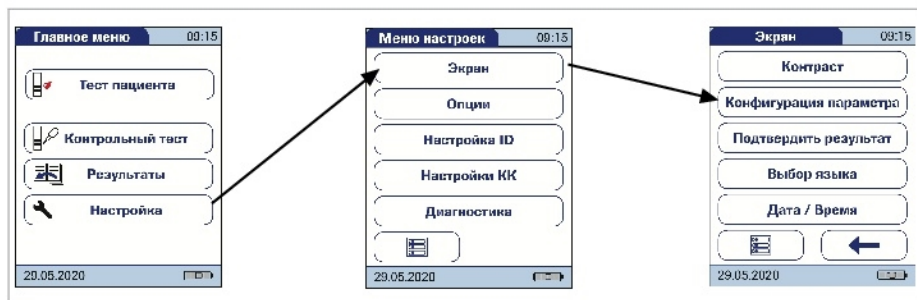 Главное меню 09:15
Тест пациента
Контрольный тест
Результаты
Настройка
29.05.2020
Меню настроек 09:15
Экран
Опции
Настройка ID
Настройки КК
Диагностика
29.05.2020
Экран 09:15
Контраст
Конфигурация параметра
Подтвердить результат
Выбор языка
Дата / Время
29.05.2020